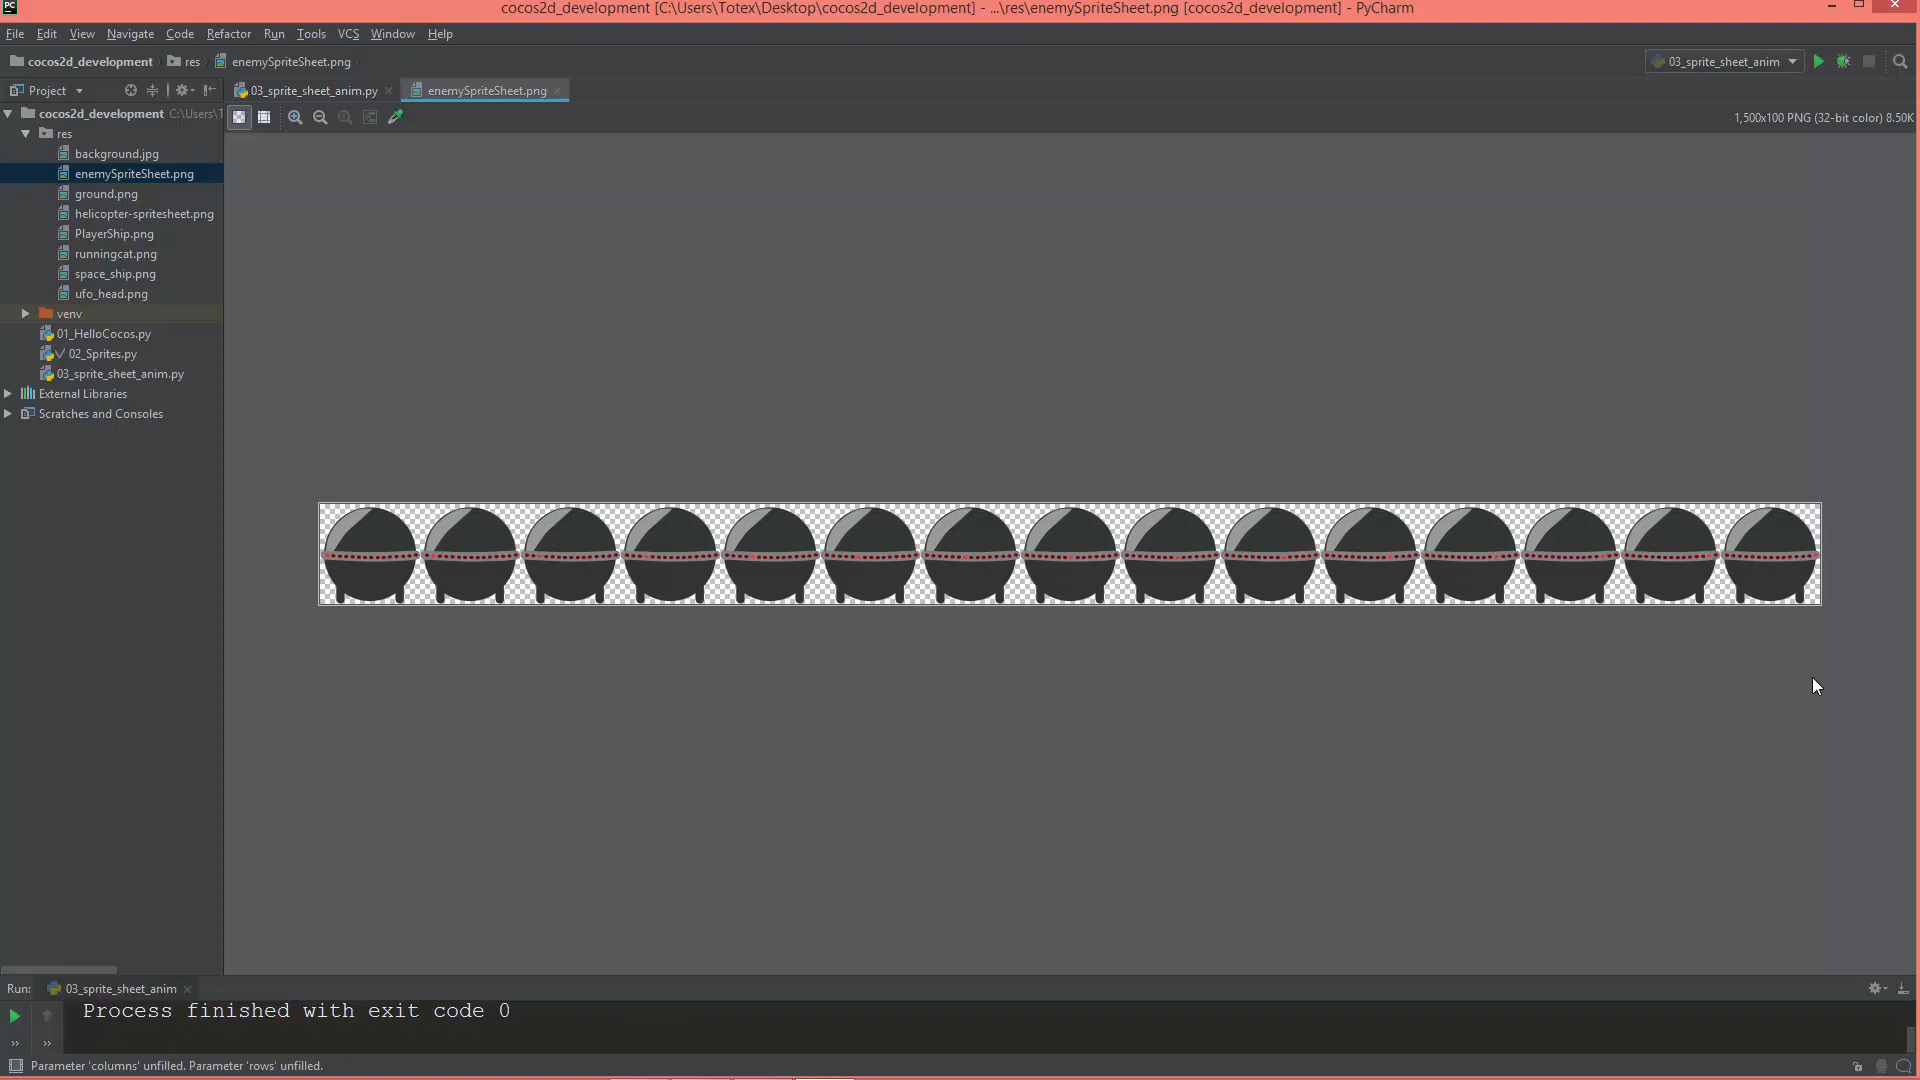 PC
cocos2d_development [C:\Users\Totex\Desktop\cocos2d_development] - ...\res\enemySpriteSheet.png [cocos2d_development] - PyCharm
File Edit View Navigate Code Refactor Run Tools VCS Window Help
cocos2d_development res enemySpriteSheet.png
03_sprite_sheet_anim
Project
03_sprite_sheet_anim.py
enemySpriteSheet.png
1,500x100 PNG (32-bit color) 8.50K
cocos2d_development C:\Users\T
res
background.jpg
enemySpriteSheet.png
ground.png
helicopter-spritesheet.png
PlayerShip.png
runningcat.png
space_ship.png
ufo_head.png
venv
01_HelloCocos.py
02_Sprites.py
03_sprite_sheet_anim.py
External Libraries
Scratches and Consoles
Run: 03_sprite_sheet_anim
Process finished with exit code 0
Parameter 'columns' unfilled. Parameter 'rows' unfilled.